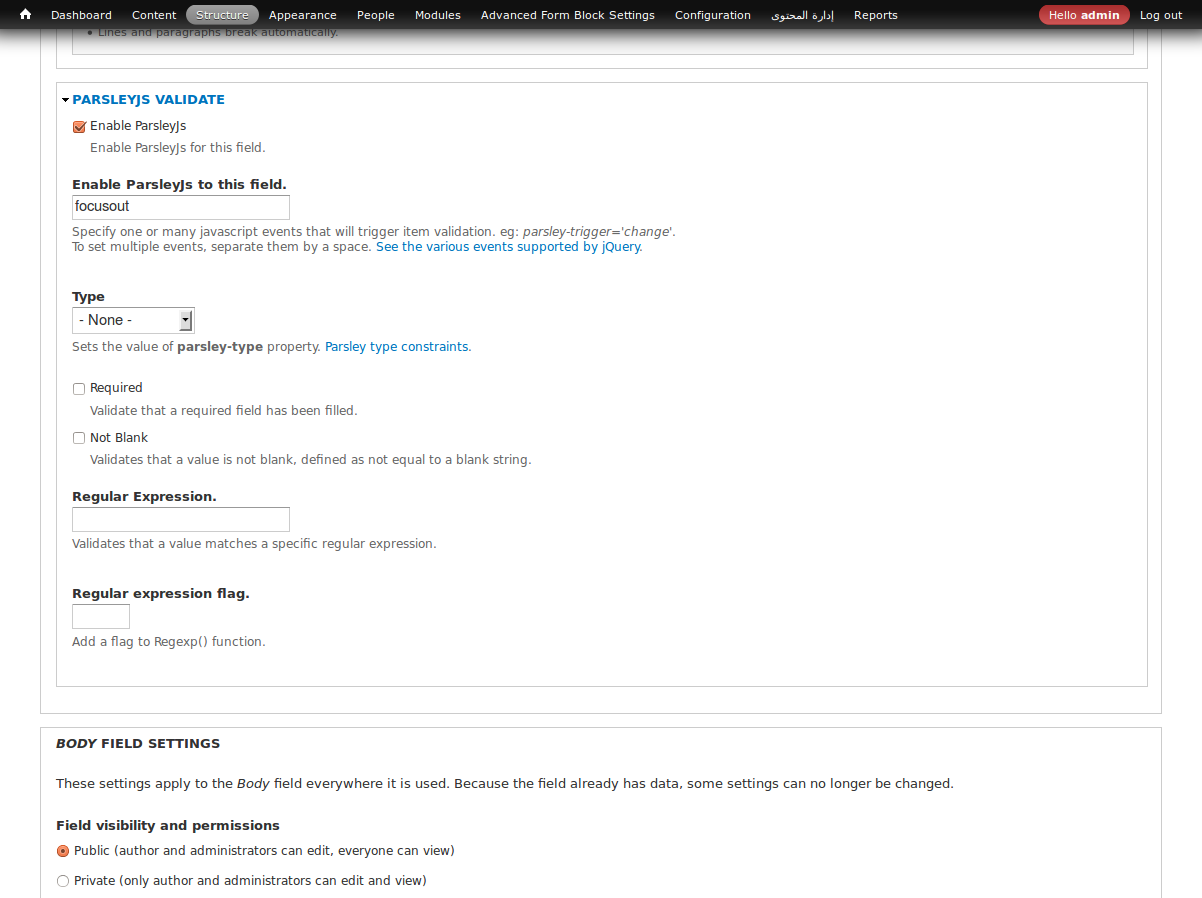 Dashboard Content Structure Appearance People Modules Advanced Form Block Settings Configuration إدارة المحتوى Reports Hello admin Log out
Lines and paragraphs break automatically.
PARSLEYJS VALIDATE
Enable ParsleyJs
Enable ParsleyJs for this field.
Enable ParsleyJs to this field.
focusout
Specify one or many javascript events that will trigger item validation. eg: parsley-trigger='change'.
To set multiple events, separate them by a space. See the various events supported by jQuery.
Type
- None -
Sets the value of parsley-type property. Parsley type constraints.
Required
Validate that a required field has been filled.
Not Blank
Validates that a value is not blank, defined as not equal to a blank string.
Regular Expression.
Validates that a value matches a specific regular expression.
Regular expression flag.
Add a flag to Regexp() function.
BODY FIELD SETTINGS
These settings apply to the Body field everywhere it is used. Because the field already has data, some settings can no longer be changed.
Field visibility and permissions
Public (author and administrators can edit, everyone can view)
Private (only author and administrators can edit and view)